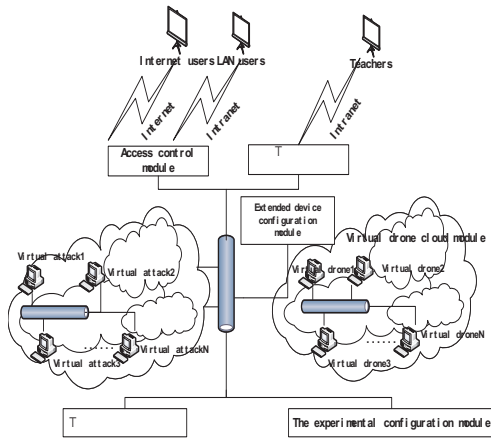 Internet users LAN users
Teachers
Internet
Intranet
Intranet
Access control
module
T
Extended device
configuration
module
Virtual drone cloud module
Virtual attack1
Virtual attack2
Virtual drone1
Virtual drone2
Virtual attack3
Virtual attackN
Virtual drone3
Virtual droneN
T
The experimental configuration module